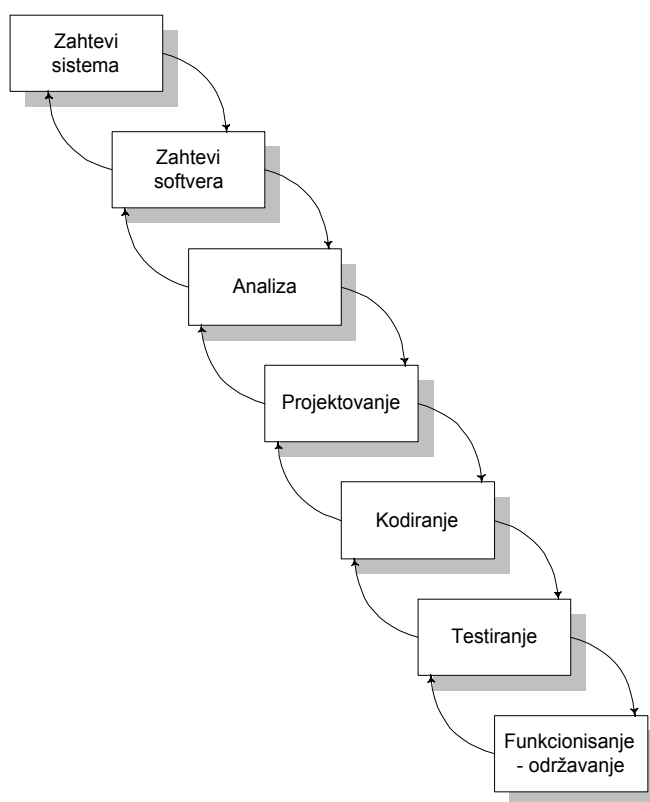 Zahtevi
sistema
Zahtevi
softvera
Analiza
Projektovanje
Kodiranje
Testiranje
Funkcionisanje
- održavanje